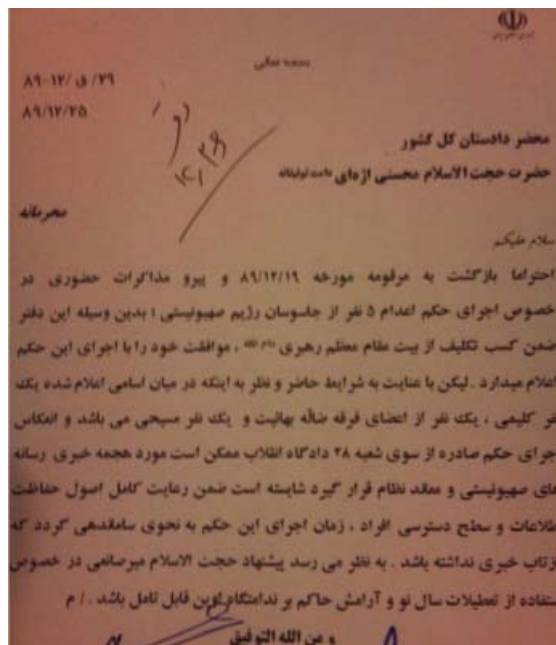 بسمه تعالی
۲۹/ ق /۱۲-۸۹
۸۹/۱۲/۲۵
۱۲/۲۶
محضر دادستان کل کشور
حضرت حجت الاسلام محسنی اژه‌ای دامت توفیقاته
محرمانه
سلام علیکم
احتراما بازگشت به مرقومه مورخه ۸۹/۱۲/۱۹ و پیرو مذاکرات حضوری در
خصوص اجرای حکم اعدام ۵ نفر از جاسوسان رژیم صهیونیستی ؛ بدین وسیله این دفتر
ضمن کسب تکلیف از بیت مقام معظم رهبری ، موافقت خود را با اجرای این حکم
اعلام میدارد . لیکن با عنایت به شرایط حاضر و نظر به اینکه در میان اسامی اعلام شده یک
نفر کلیمی ، یک نفر از اعضای فرقه ضاله بهائیت و یک نفر مسیحی می باشد و انعکاس
اجرای حکم صادره از سوی شعبه ۲۸ دادگاه انقلاب ممکن است مورد هجمه خبری رسانه
های صهیونیستی و معاند نظام قرار گیرد شایسته است ضمن رعایت کامل اصول حفاظت
اطلاعات و سطح دسترسی افراد ، زمان اجرای این حکم به نحوی ساماندهی گردد که
بازتاب خبری نداشته باشد . به نظر می رسد پیشنهاد حجت الاسلام میرصانعی در خصوص
استفاده از تعطیلات سال نو و آرامش حاکم بر ندامتگاه اوین قابل تامل باشد . / م
و من الله التوفیق